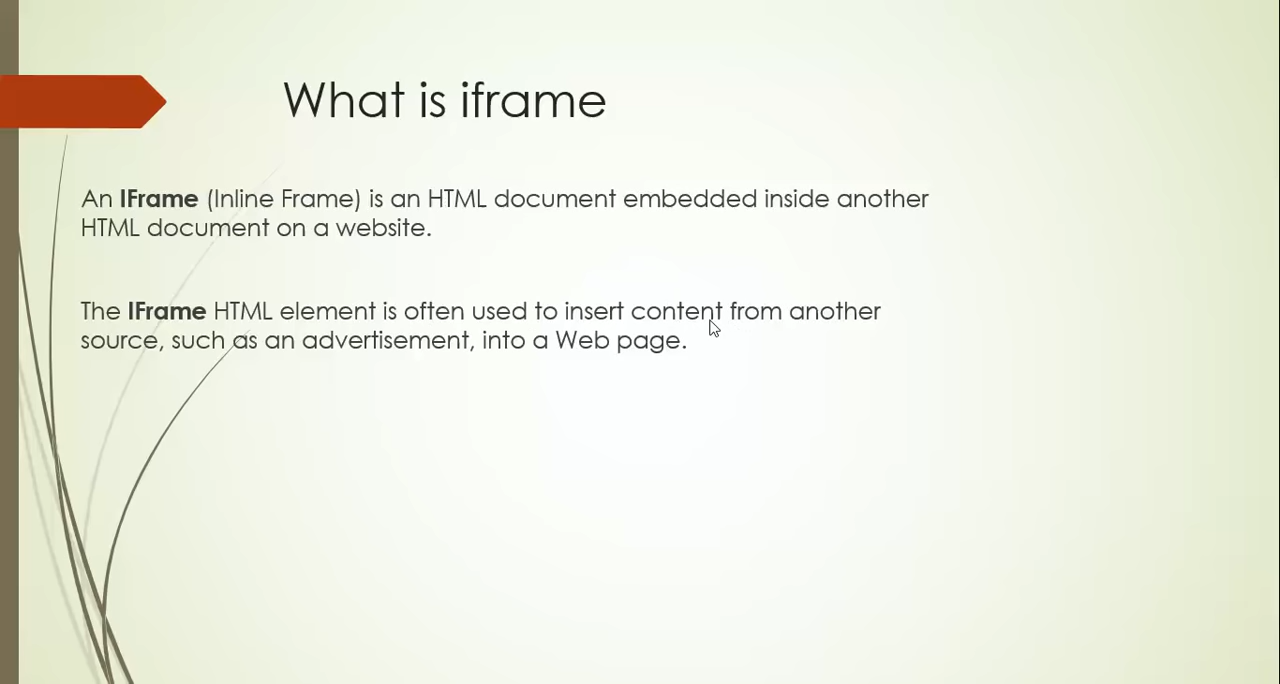 What is iframe
An IFrame (Inline Frame) is an HTML document embedded inside another
HTML document on a website.
The IFrame HTML element is often used to insert content from another
source, such as an advertisement, into a Web page.